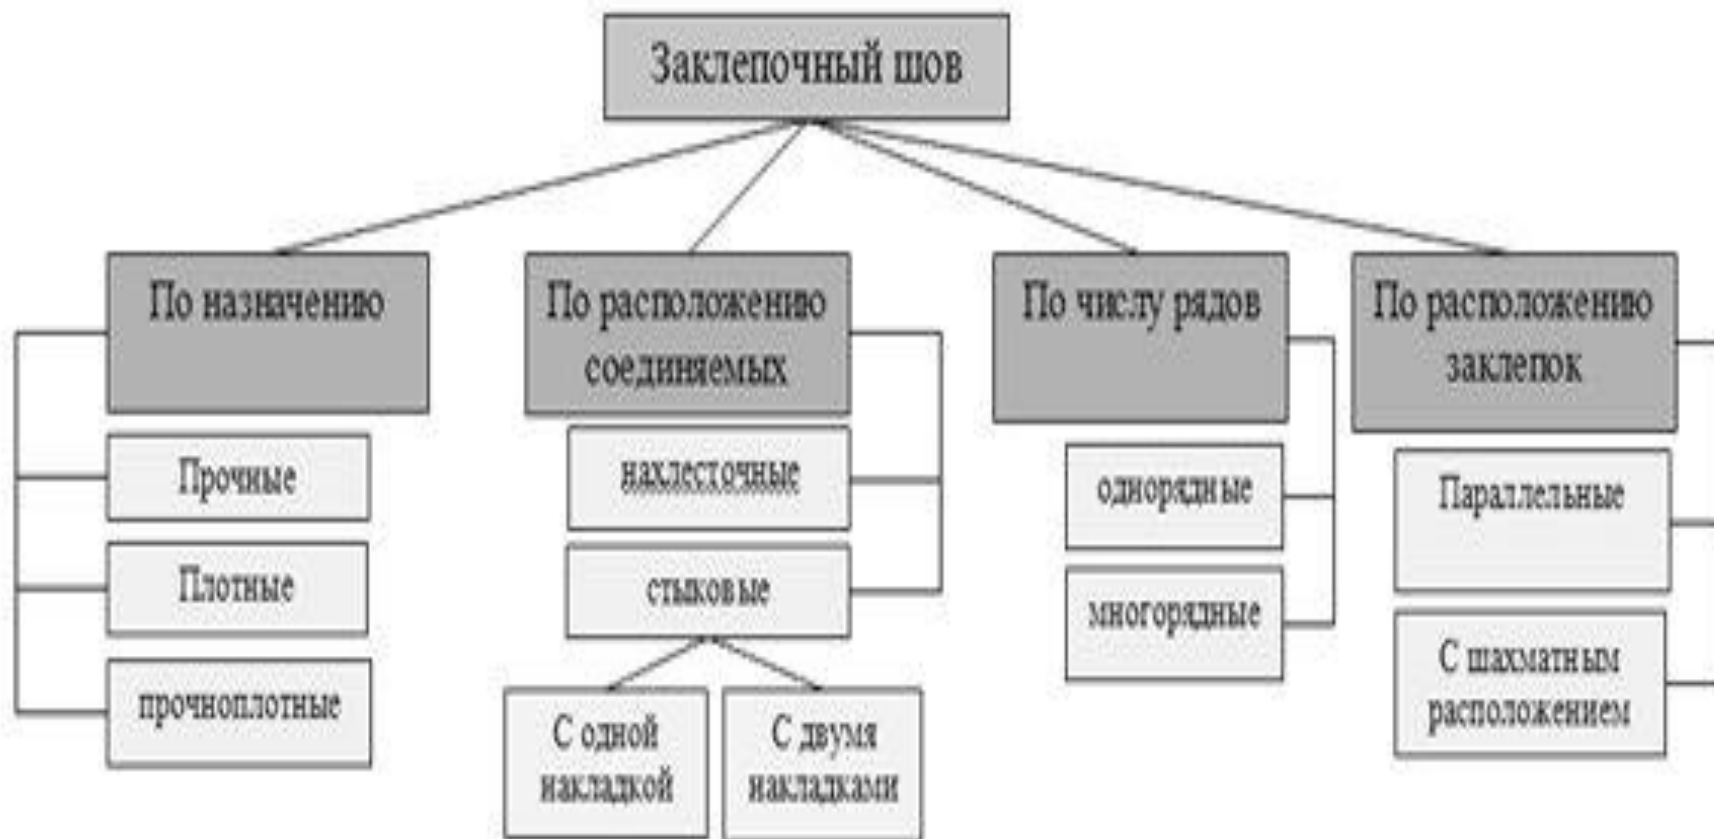 Заклепочный шов
По назначению
Прочные
Плотные
прочноплотные
По расположению
соединяемых
нахлесточные
стыковые
С одной
накладкой
С двумя
накладками
По числу рядов
однорядные
многорядные
По расположению
заклепок
Параллельные
С шахматным
расположением